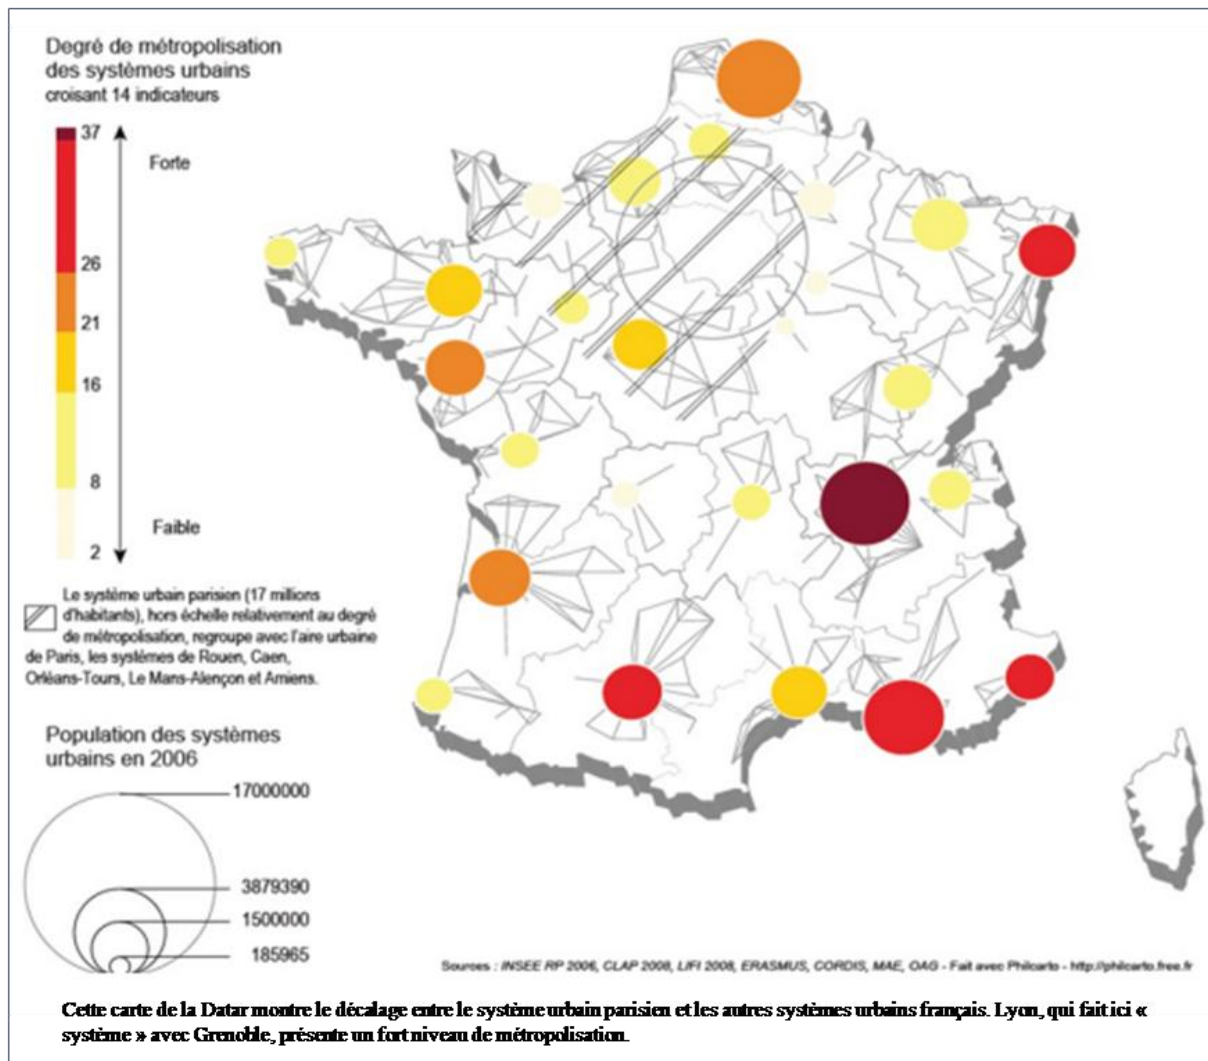 Degré de métropolisation
des systèmes urbains
croisant 14 indicateurs
37
Forte
26
21
16
8
Faible
2
Le système urbain parisien (17 millions
d'habitants), hors échelle relativement au degré
de métropolisation, regroupe avec l'aire urbaine
de Paris, les systèmes de Rouen, Caen,
Orléans-Tours, Le Mans-Alençon et Amiens.
Population des systèmes
urbains en 2006
17000000
3879390
1500000
185965
Sources : INSEE RP 2006, CLAP 2008, LIFI 2008, ERASMUS, CORDIS, MAE, OAG - Fait avec Philcarto - http://philcarto.free.fr
Cette carte de la Datar montre le décalage entre le système urbain parisien et les autres systèmes urbains français. Lyon, qui fait ici «
système » avec Grenoble, présente un fort niveau de métropolisation.